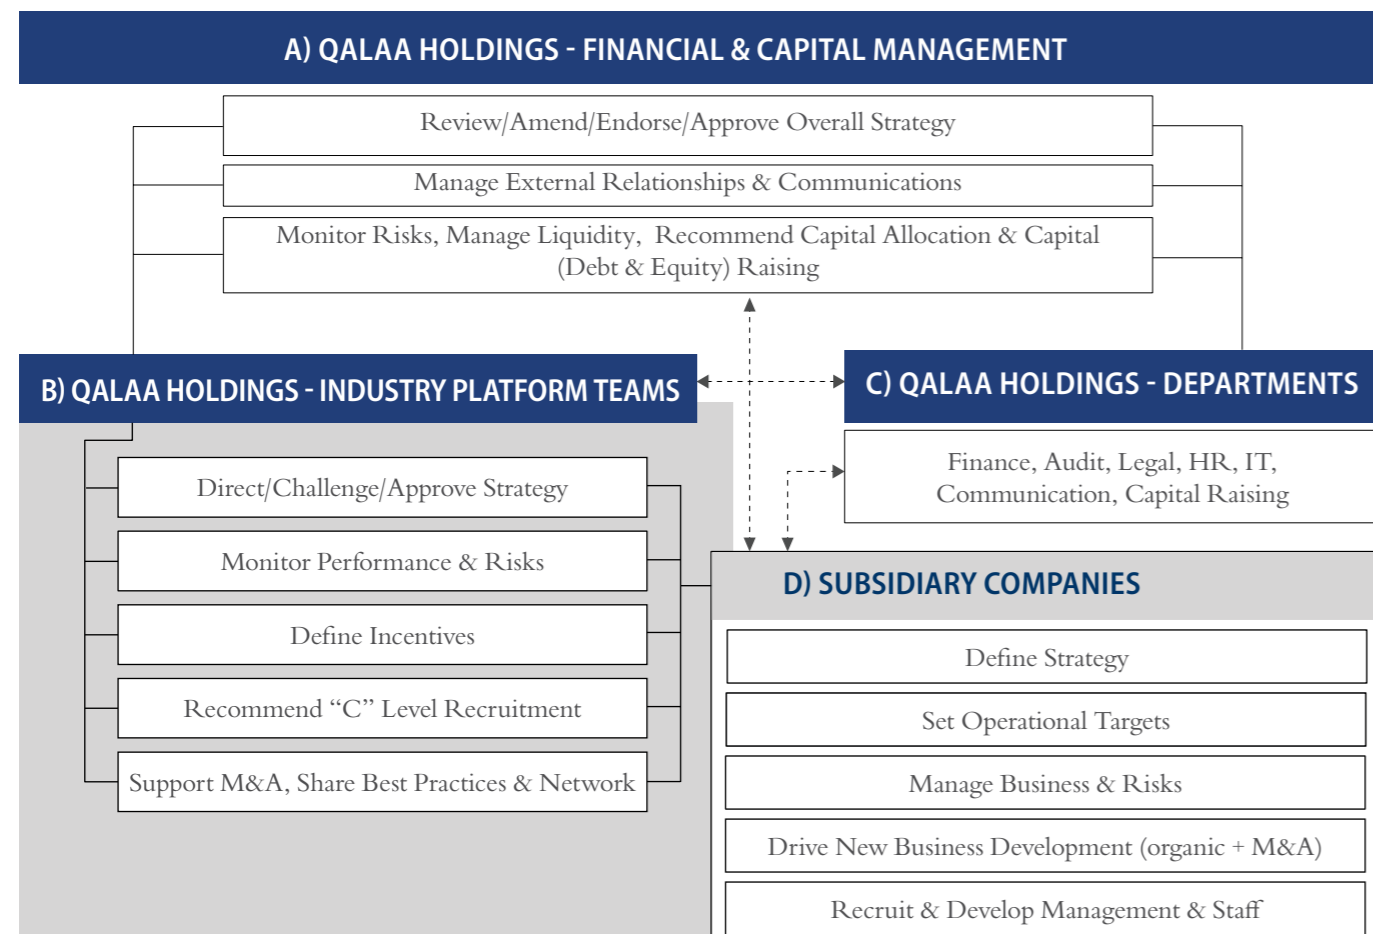 A) QALAA HOLDINGS - FINANCIAL & CAPITAL MANAGEMENT
Review/Amend/Endorse/Approve Overall Strategy
Manage External Relationships & Communications
Monitor Risks, Manage Liquidity, Recommend Capital Allocation & Capital
(Debt & Equity) Raising
B) QALAA HOLDINGS - INDUSTRY PLATFORM TEAMS
Direct/Challenge/Approve Strategy
Monitor Performance & Risks
Define Incentives
Recommend “C” Level Recruitment
Support M&A, Share Best Practices & Network
C) QALAA HOLDINGS - DEPARTMENTS
Finance, Audit, Legal, HR, IT,
Communication, Capital Raising
D) SUBSIDIARY COMPANIES
Define Strategy
Set Operational Targets
Manage Business & Risks
Drive New Business Development (organic + M&A)
Recruit & Develop Management & Staff